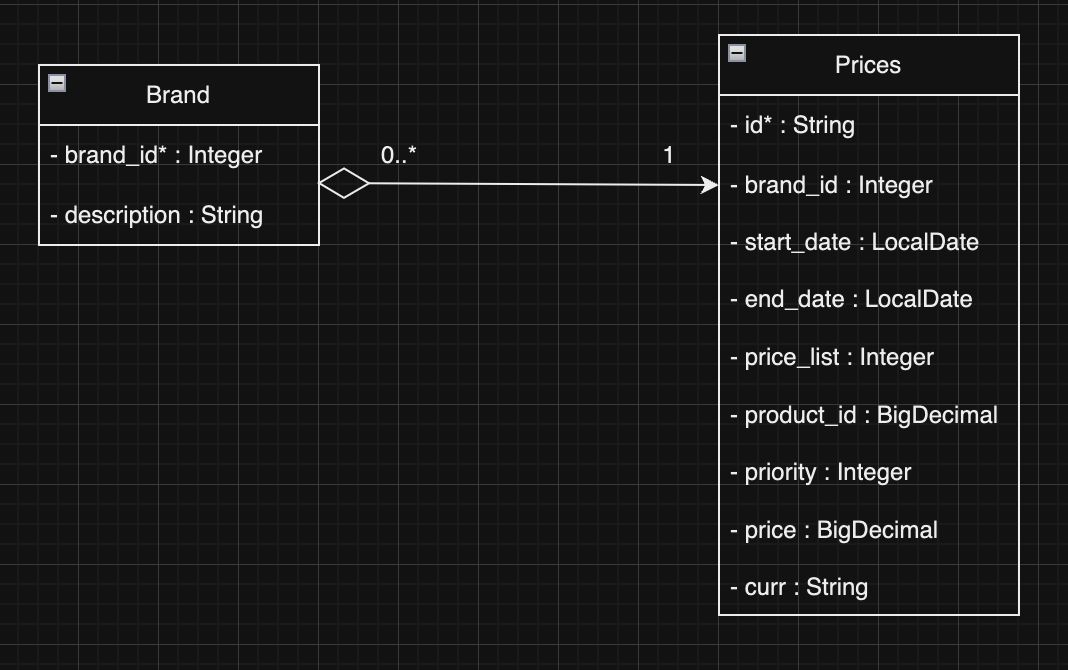 Brand
- brand_id* : Integer
- description : String
0..*
1
Prices
- id* : String
- brand_id : Integer
- start_date : LocalDate
- end_date : LocalDate
- price_list : Integer
- product_id : BigDecimal
- priority : Integer
- price : BigDecimal
- curr : String